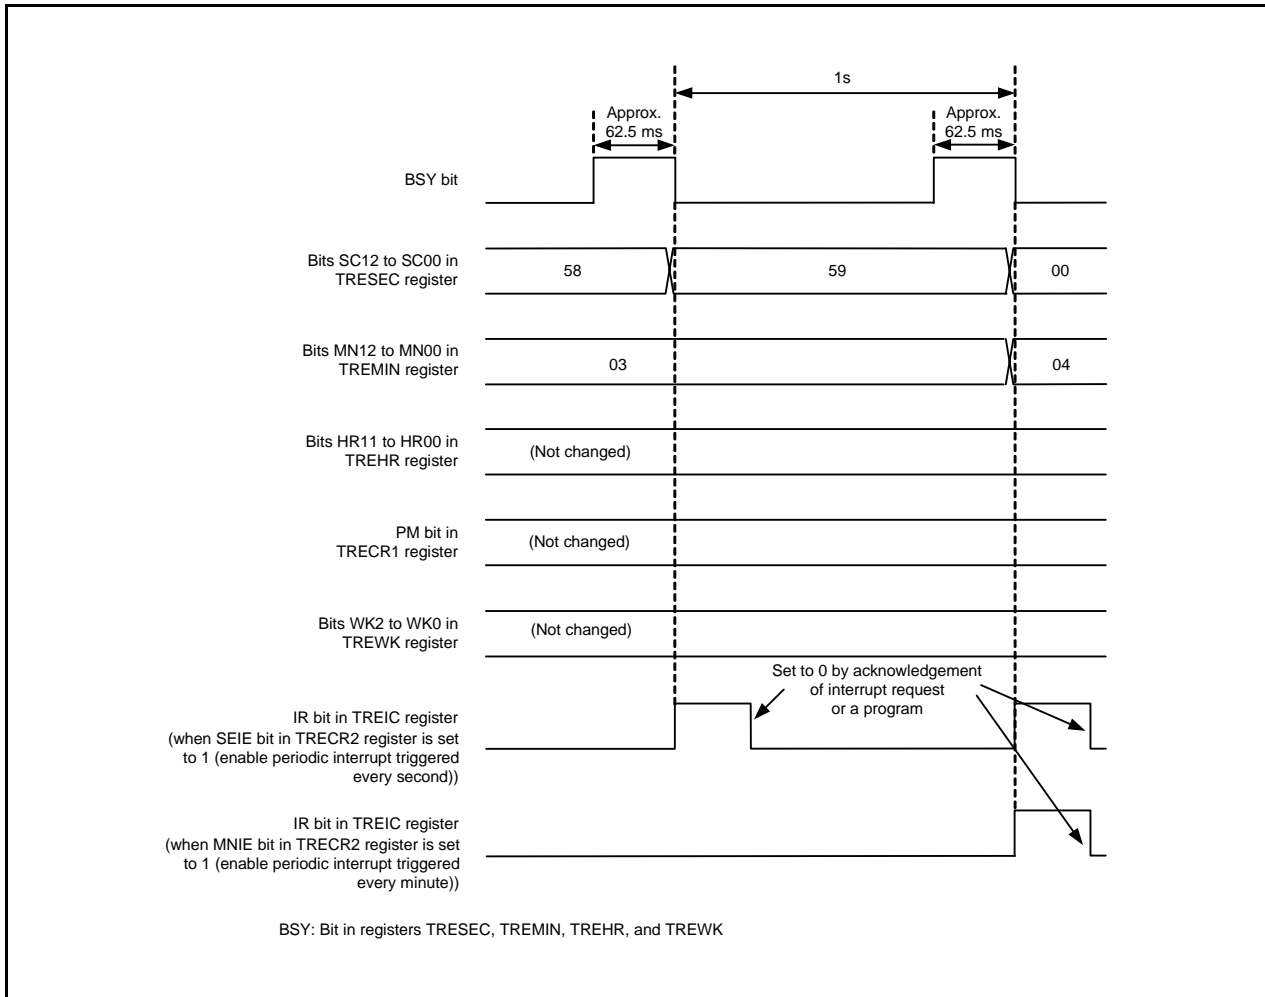 1s
Approx.
62.5 ms
Approx.
62.5 ms
BSY bit
Bits SC12 to SC00 in
TRESEC register
58
59
00
Bits MN12 to MN00 in
TREMIN register
03
04
Bits HR11 to HR00 in
TREHR register
(Not changed)
PM bit in
TRECR1 register
(Not changed)
Bits WK2 to WK0 in
TREWK register
(Not changed)
Set to 0 by acknowledgement
of interrupt request
or a program
IR bit in TREIC register
(when SEIE bit in TRECR2 register is set
to 1 (enable periodic interrupt triggered
every second))
IR bit in TREIC register
(when MNIE bit in TRECR2 register is set
to 1 (enable periodic interrupt triggered
every minute))
BSY: Bit in registers TRESEC, TREMIN, TREHR, and TREWK